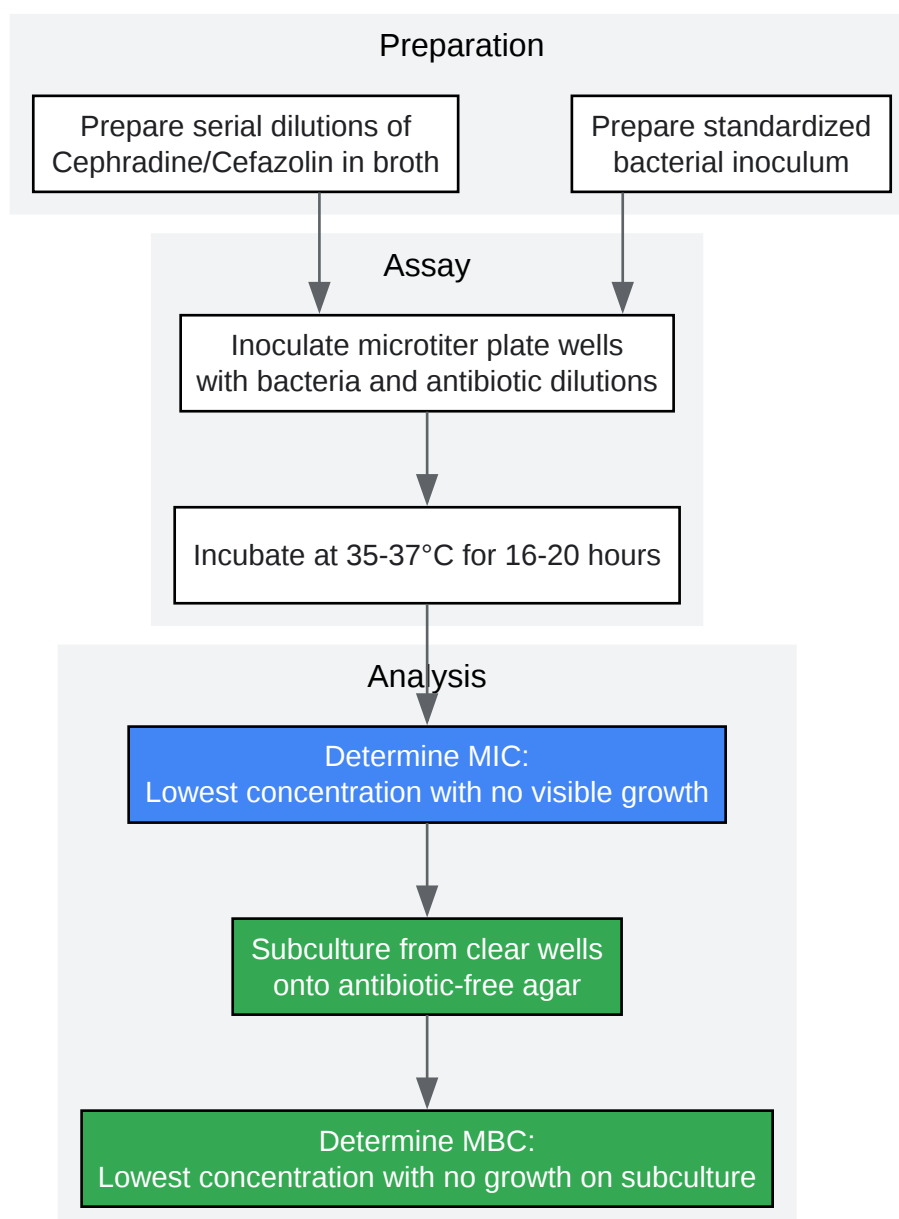 Preparation
Prepare serial dilutions of
Cephradine/Cefazolin in broth
Prepare standardized
bacterial inoculum
Assay
Inoculate microtiter plate wells
with bacteria and antibiotic dilutions
Incubate at 35-37°C for 16-20 hours
Analysis
Determine MIC:
Lowest concentration with no visible growth
Subculture from clear wells
onto antibiotic-free agar
Determine MBC:
Lowest concentration with no growth on subculture